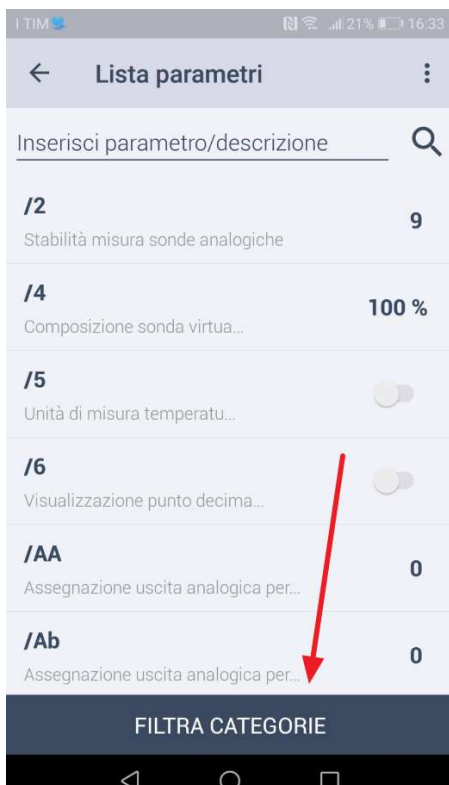 I TIM
21% 16:33
Lista parametri
Inserisci parametro/descrizione
/2
9
Stabilità misura sonde analogiche
/4
100 %
Composizione sonda virtua...
/5
Unità di misura temperatu...
/6
Visualizzazione punto decima...
/AA
0
Assegnazione uscita analogica per...
/Ab
0
Assegnazione uscita analogica per...
FILTRA CATEGORIE